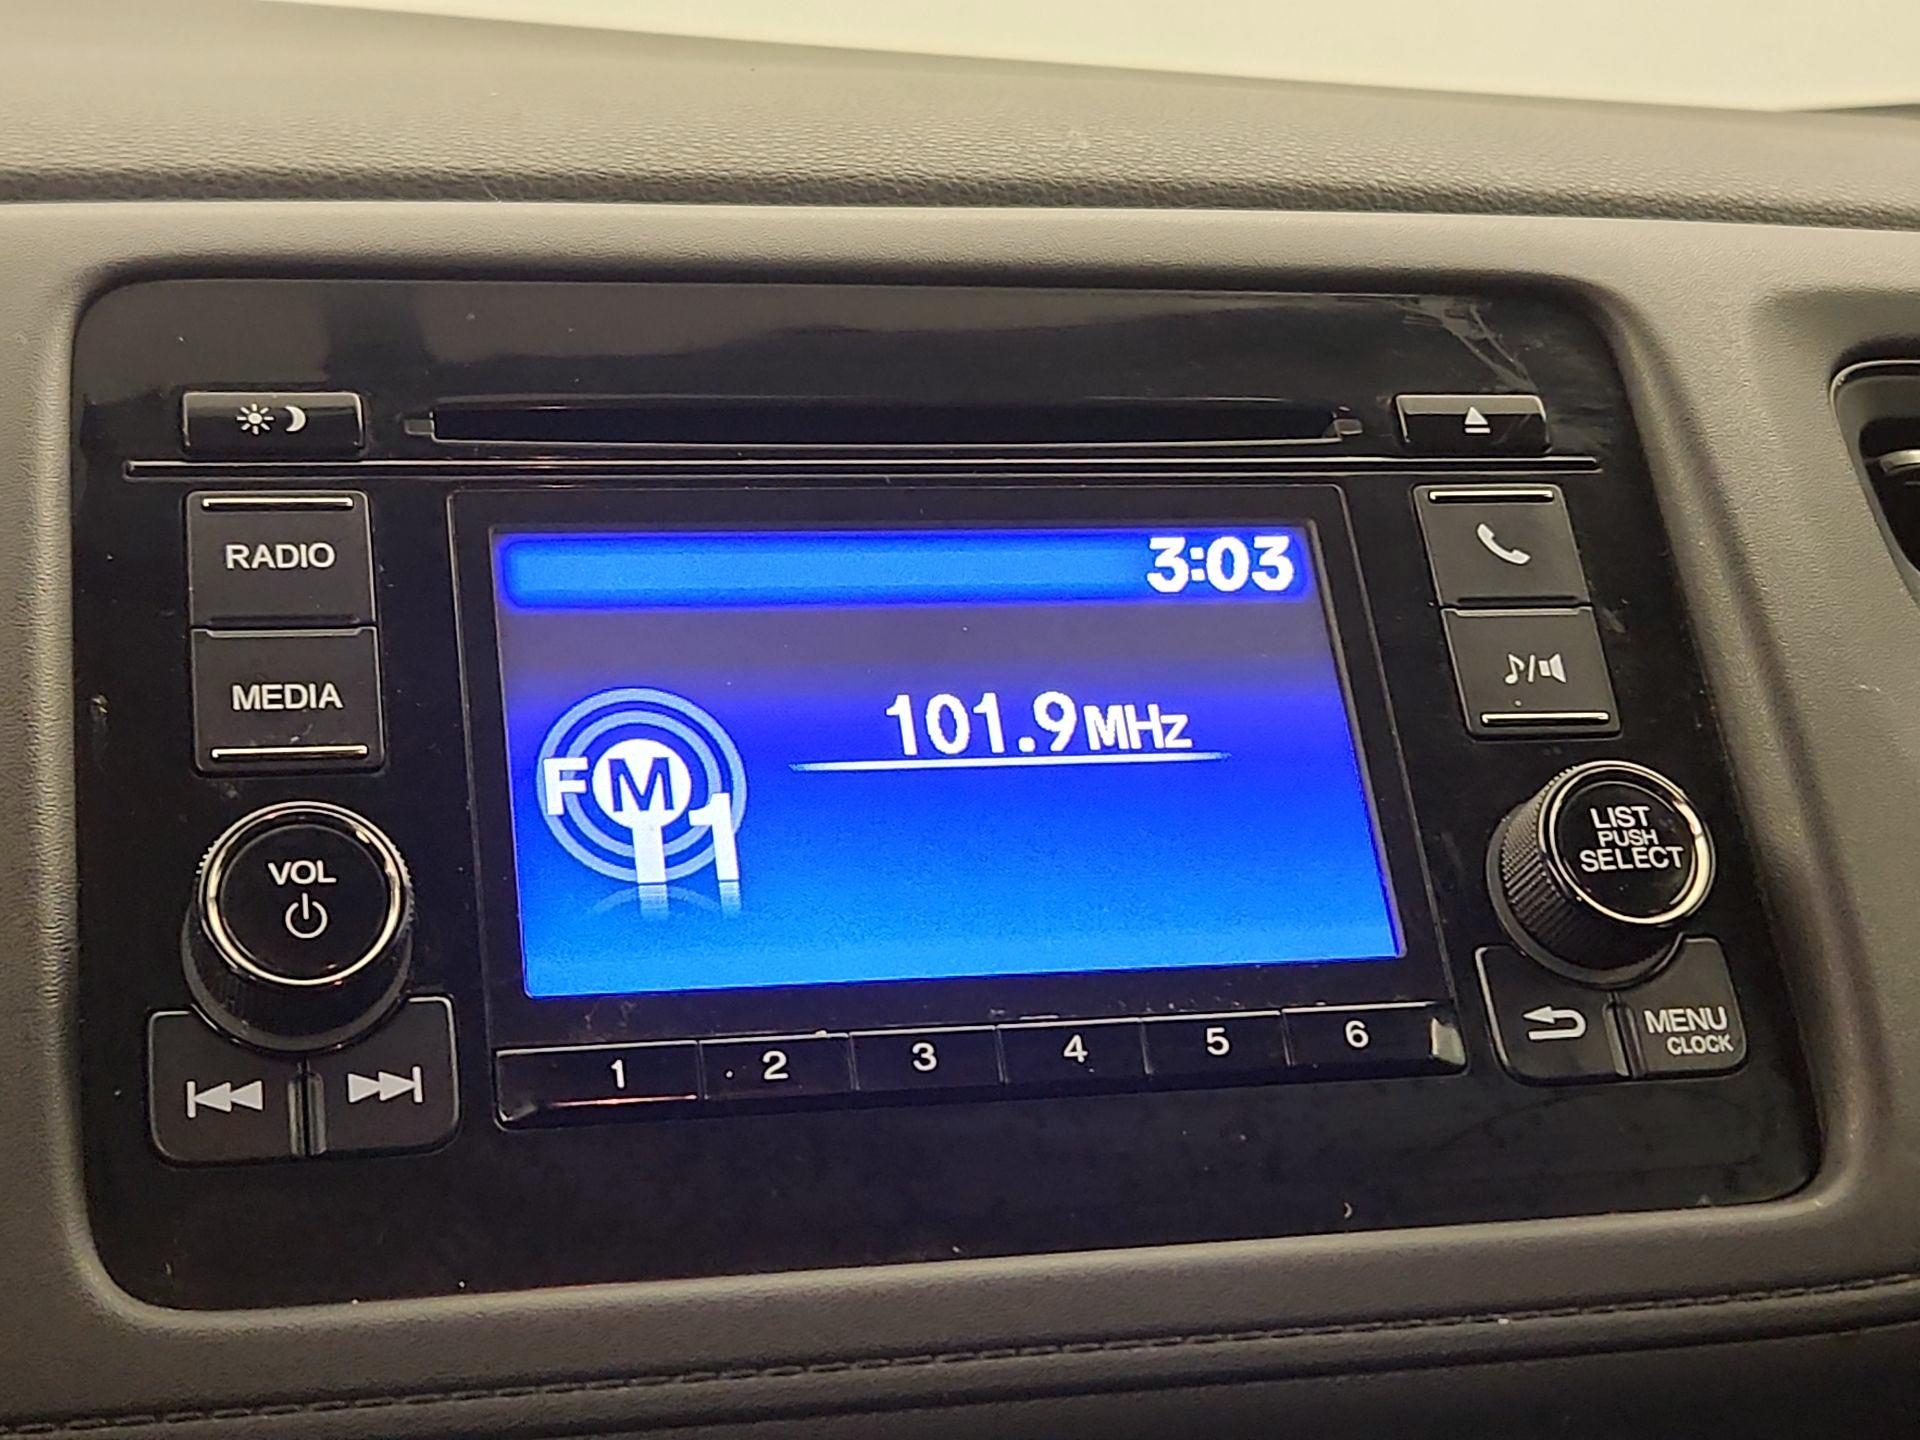 RADIO
MEDIA
VOL
3:03
101.9MHz
FM
1
LIST
PUSH
SELECT
MENU
CLOCK
1 2 3 4 5 6